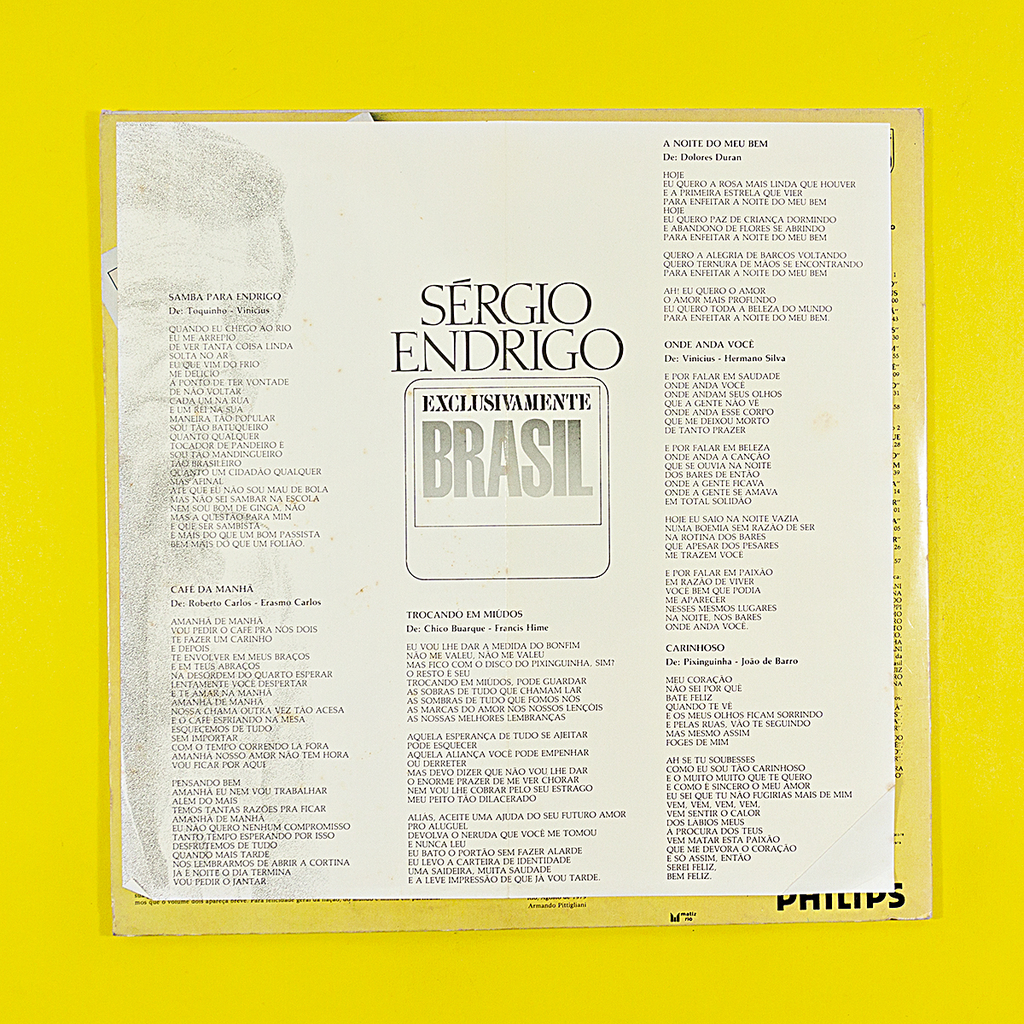 SAMBA PARA ENDRIGO
De: Toquinho - Vinicius
QUANDO EU CHEGO AO RIO
EU ME ARREPIO
DE VER TANTA COISA LINDA
SOLTA NO AR
EU QUE VIM DO FRIO
ME DELICIO
A PONTO DE TER VONTADE
DE NÃO VOLTAR
CADA UM NA RUA
E UM REI NA SUA
MANEIRA TÃO POPULAR
SOU TÃO BATUQUEIRO
QUANTO QUALQUER
TOCADOR DE PANDEIRO E
SOU TÃO MANDINGUEIRO
TÃO BRASILEIRO
QUANTO UM CIDADÃO QUALQUER
MAS AFINAL
ATE QUE EU NÃO SOU MAU DE BOLA
MAS NÃO SEI SAMBAR NA ESCOLA
NEM SOU BOM DE GINGA, NÃO
MAS A QUESTÃO PARA MIM
E QUE SER SAMBISTA
E MAIS DO QUE UM BOM PASSISTA
BEM MAIS DO QUE UM FOLIÃO.
CAFÉ DA MANHÃ
De: Roberto Carlos - Erasmo Carlos
AMANHÃ DE MANHÃ
VOU PEDIR O CAFÉ PRA NÓS DOIS
TE FAZER UM CARINHO
E DEPOIS
TE ENVOLVER EM MEUS BRAÇOS
E EM TEUS ABRAÇOS
NA DESORDEM DO QUARTO ESPERAR
LENTAMENTE VOCÊ DESPERTAR
E TE AMAR NA MANHÃ
AMANHÃ DE MANHÃ
NOSSA CHAMA OUTRA VEZ TÃO ACESA
E O CAFÉ ESFRIANDO NA MESA
ESQUECEMOS DE TUDO
SEM IMPORTAR
COM O TEMPO CORRENDO LA FORA
AMANHÃ NOSSO AMOR NÃO TEM HORA
VOU FICAR POR AQUI
PENSANDO BEM
AMANHÃ EU NEM VOU TRABALHAR
ALÉM DO MAIS
TEMOS TANTAS RAZÕES PRA FICAR
AMANHÃ DE MANHÃ
EU NÃO QUERO NENHUM COMPROMISSO
TANTO TEMPO ESPERANDO POR ISSO
DESFRUTEMOS DE TUDO
QUANDO MAIS TARDE
NOS LEMBRARMOS DE ABRIR A CORTINA
JA E NOITE O DIA TERMINA
VOU PEDIR O JANTAR.
SÉRGIO
ENDRIGO
EXCLUSIVAMENTE
BRASIL
TROCANDO EM MIÚDOS
De: Chico Buarque - Francis Hime
EU VOU LHE DAR A MEDIDA DO BONFIM
NÃO ME VALEU, NÃO ME VALEU
MAS FICO COM O DISCO DO PIXINGUINHA, SIM?
O RESTO É SEU
TROCANDO EM MIÚDOS, PODE GUARDAR
AS SOBRAS DE TUDO QUE CHAMAM LAR
AS SOMBRAS DE TUDO QUE FOMOS NÓS
AS MARCAS DO AMOR NOS NOSSOS LENÇÓIS
AS NOSSAS MELHORES LEMBRANÇAS
AQUELA ESPERANÇA DE TUDO SE AJEITAR
PODE ESQUECER
AQUELA ALIANÇA VOCÊ PODE EMPENHAR
OU DERRETER
MAS DEVO DIZER QUE NÃO VOU LHE DAR
O ENORME PRAZER DE ME VER CHORAR
NEM VOU LHE COBRAR PELO SEU ESTRAGO
MEU PEITO TÃO DILACERADO
ALIÁS, ACEITE UMA AJUDA DO SEU FUTURO AMOR
PRO ALUGUEL
DEVOLVA O NERUDA QUE VOCÊ ME TOMOU
E NUNCA LEU
EU BATO O PORTÃO SEM FAZER ALARDE
EU LEVO A CARTEIRA DE IDENTIDADE
UMA SAIDEIRA, MUITA SAUDADE
E A LEVE IMPRESSÃO DE QUE JA VOU TARDE.
A NOITE DO MEU BEM
De: Dolores Duran
HOJE
EU QUERO A ROSA MAIS LINDA QUE HOUVER
E A PRIMEIRA ESTRELA QUE VIER
PARA ENFEITAR A NOITE DO MEU BEM
HOJE
EU QUERO PAZ DE CRIANÇA DORMINDO
E ABANDONO DE FLORES SE ABRINDO
PARA ENFEITAR A NOITE DO MEU BEM
QUERO A ALEGRIA DE BARCOS VOLTANDO
QUERO TERNURA DE MÃOS SE ENCONTRANDO
PARA ENFEITAR A NOITE DO MEU BEM
AH! EU QUERO O AMOR
O AMOR MAIS PROFUNDO
EU QUERO TODA A BELEZA DO MUNDO
PARA ENFEITAR A NOITE DO MEU BEM.
ONDE ANDA VOCÊ
De: Vinicius - Hermano Silva
E POR FALAR EM SAUDADE
ONDE ANDA VOCÊ
ONDE ANDAM SEUS OLHOS
QUE A GENTE NÃO VÊ
ONDE ANDA ESSE CORPO
QUE ME DEIXOU MORTO
DE TANTO PRAZER
E POR FALAR EM BELEZA
ONDE ANDA A CANÇÃO
QUE SE OUVIA NA NOITE
DOS BARES DE ENTÃO
ONDE A GENTE FICAVA
ONDE A GENTE SE AMAVA
EM TOTAL SOLIDÃO
HOJE EU SAIO NA NOITE VAZIA
NUMA BOEMIA SEM RAZÃO DE SER
NA ROTINA DOS BARES
QUE APESAR DOS PESARES
ME TRAZEM VOCÊ
E POR FALAR EM PAIXÃO
EM RAZÃO DE VIVER
VOCÊ BEM QUE PODIA
ME APARECER
NESSES MESMOS LUGARES
NA NOITE, NOS BARES
ONDE ANDA VOCÊ.
CARINHOSO
De: Pixinguinha - João de Barro
MEU CORAÇÃO
NÃO SEI POR QUE
BATE FELIZ
QUANDO TE VÊ
E OS MEUS OLHOS FICAM SORRINDO
E PELAS RUAS, VÃO TE SEGUINDO
MAS MESMO ASSIM
FOGES DE MIM
AH SE TU SOUBESSES
COMO EU SOU TÃO CARINHOSO
E O MUITO MUITO QUE TE QUERO
E COMO E SINCERO O MEU AMOR
EU SEI QUE TU NÃO FUGIRIAS MAIS DE MIM
VEM, VEM, VEM, VEM,
VEM SENTIR O CALOR
DOS LÁBIOS MEUS
À PROCURA DOS TEUS
VEM MATAR ESTA PAIXÃO
QUE ME DEVORA O CORAÇÃO
E SÓ ASSIM, ENTÃO
SEREI FELIZ,
BEM FELIZ.
mos que o volume dois apareça breve. Para felicidade geral da nação, do
Armando Pittigliani
matiz
rio
PHILIPS